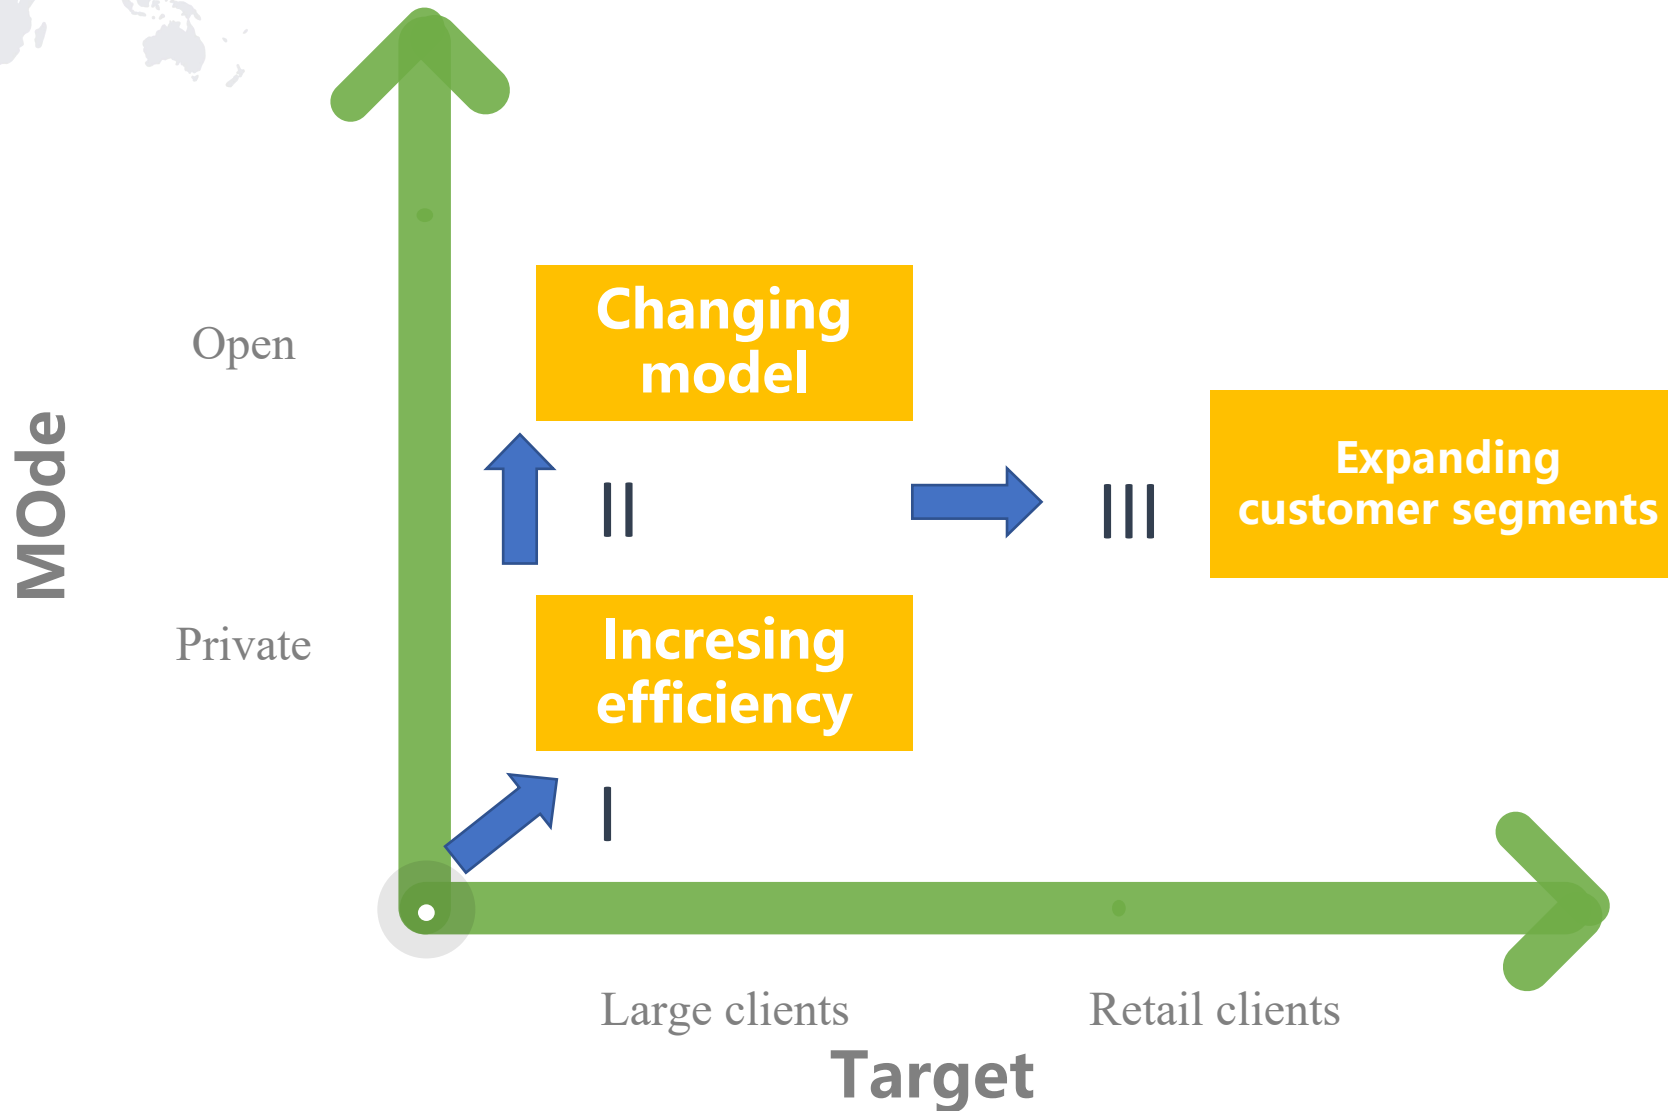 Changing
model
Open
Expanding
customer segments
MOde
II
III
Incresing
efficiency
Private
I
Large clients
Retail clients
Target